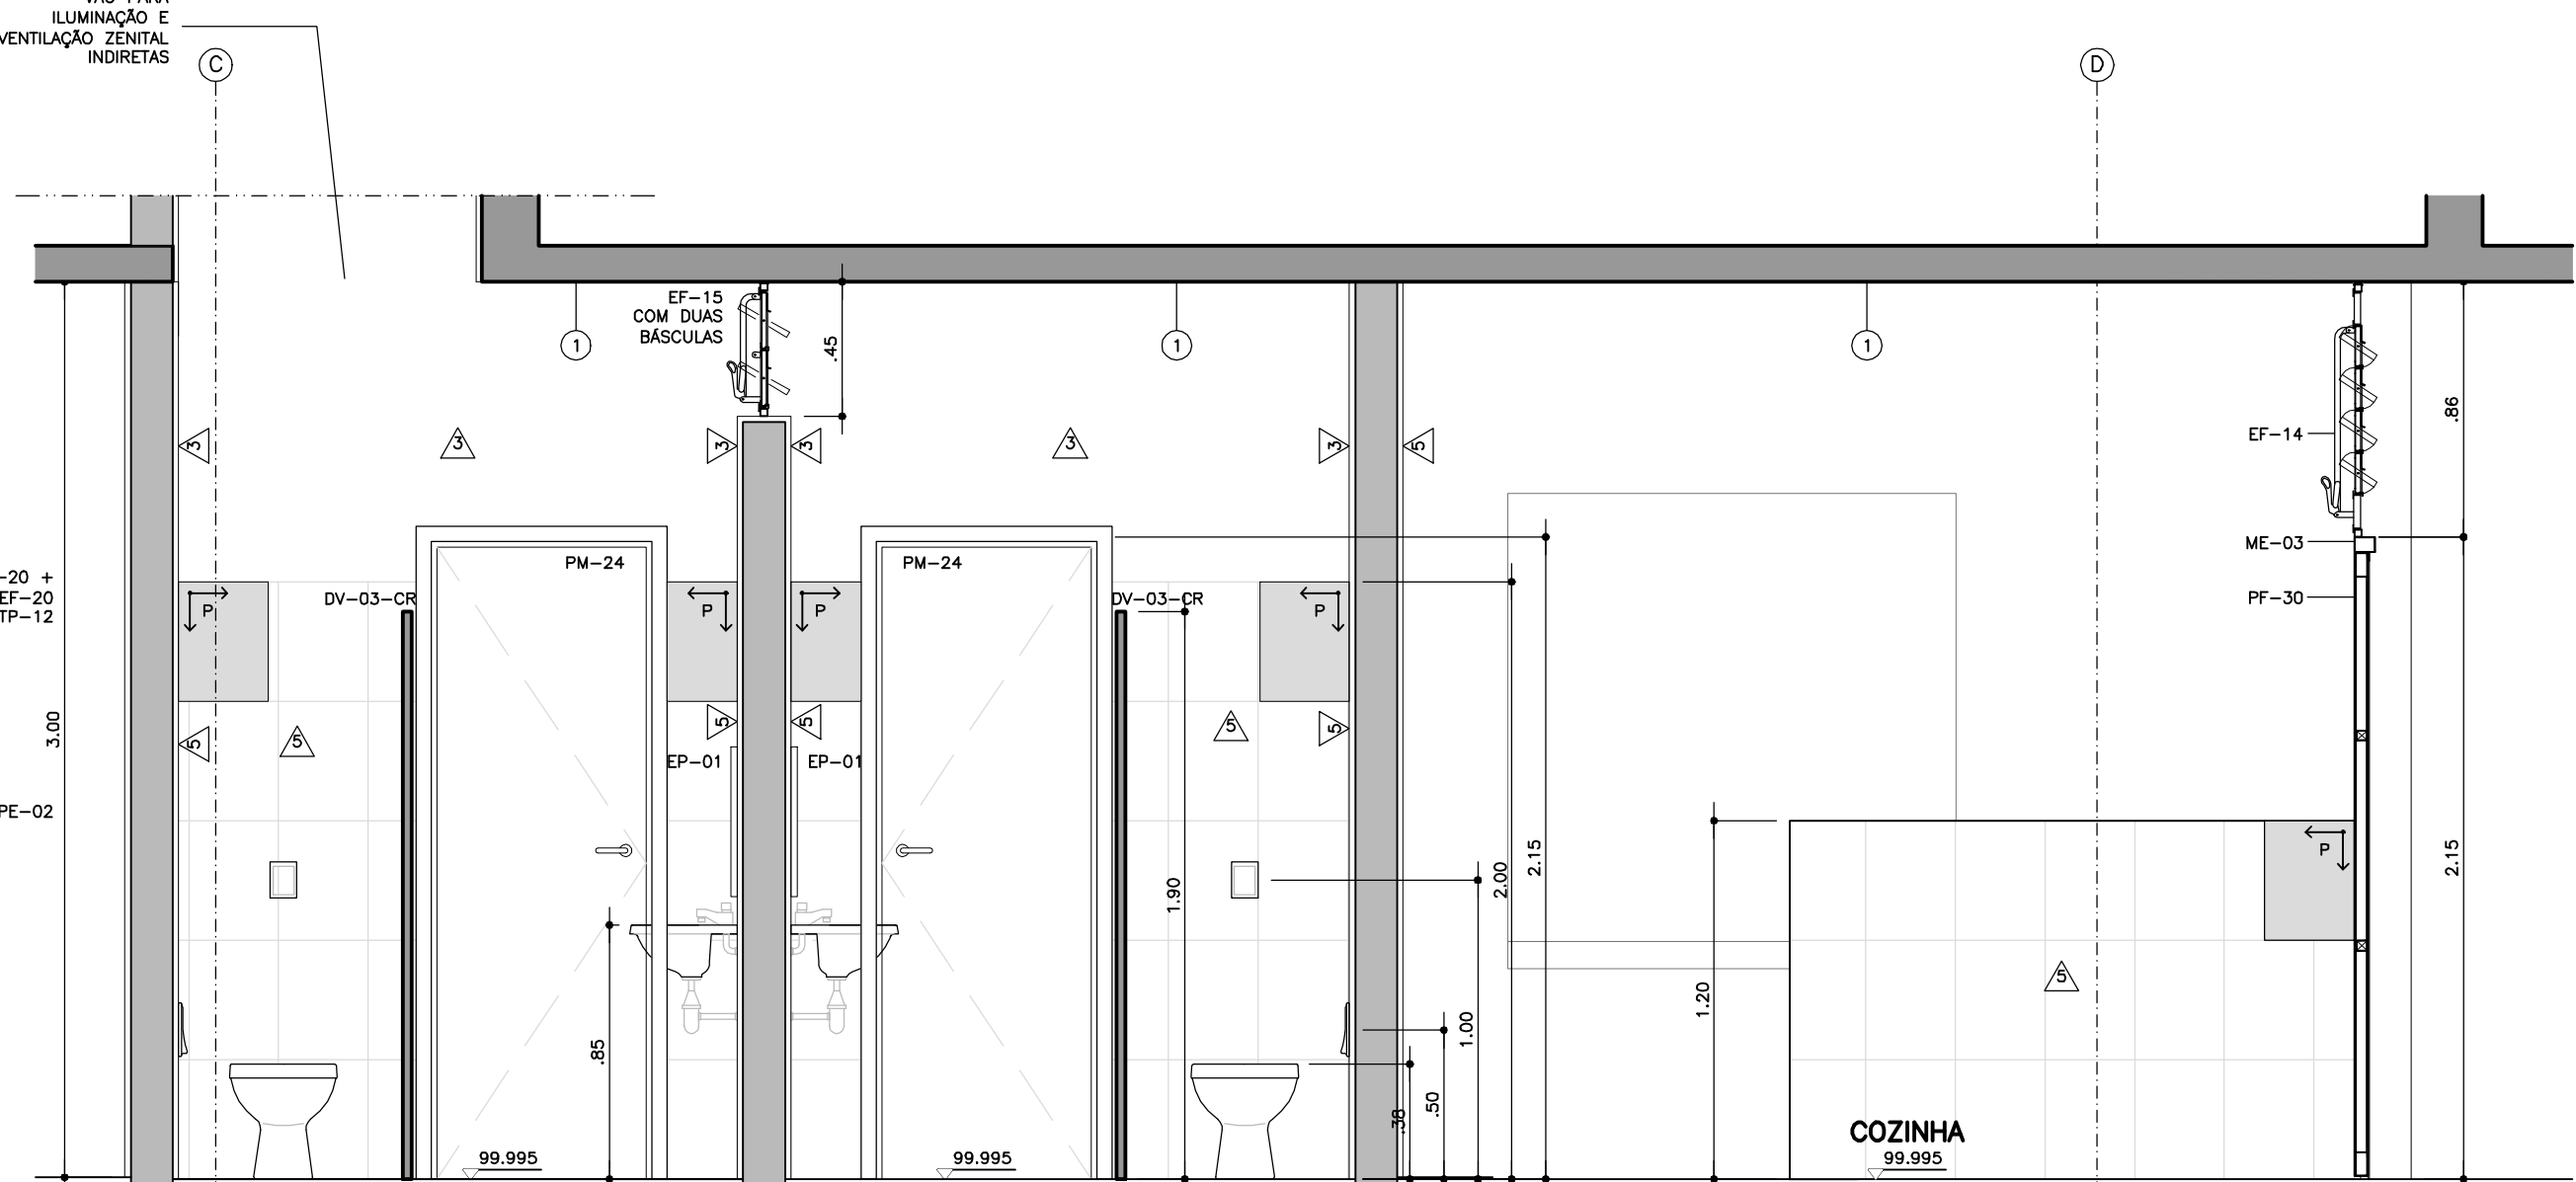 ILUMINAÇÃO E
VENTILAÇÃO ZENITAL
INDIRETAS
C
D
EF-15
COM DUAS
BÁSCULAS
1
1
1
.45
.86
EF-14
3
3
3
3
3
3
5
ME-03
PF-30
PM-24
PM-24
-20 +
EF-20
TP-12
DV-03-CR
DV-03-CR
P
P
P
P
3.00
5
5
5
5
5
5
EP-01
EP-01
PE-02
P
1.90
2.00
2.15
2.15
1.20
5
.85
1.00
.50
.38
COZINHA
99.995
99.995
99.995